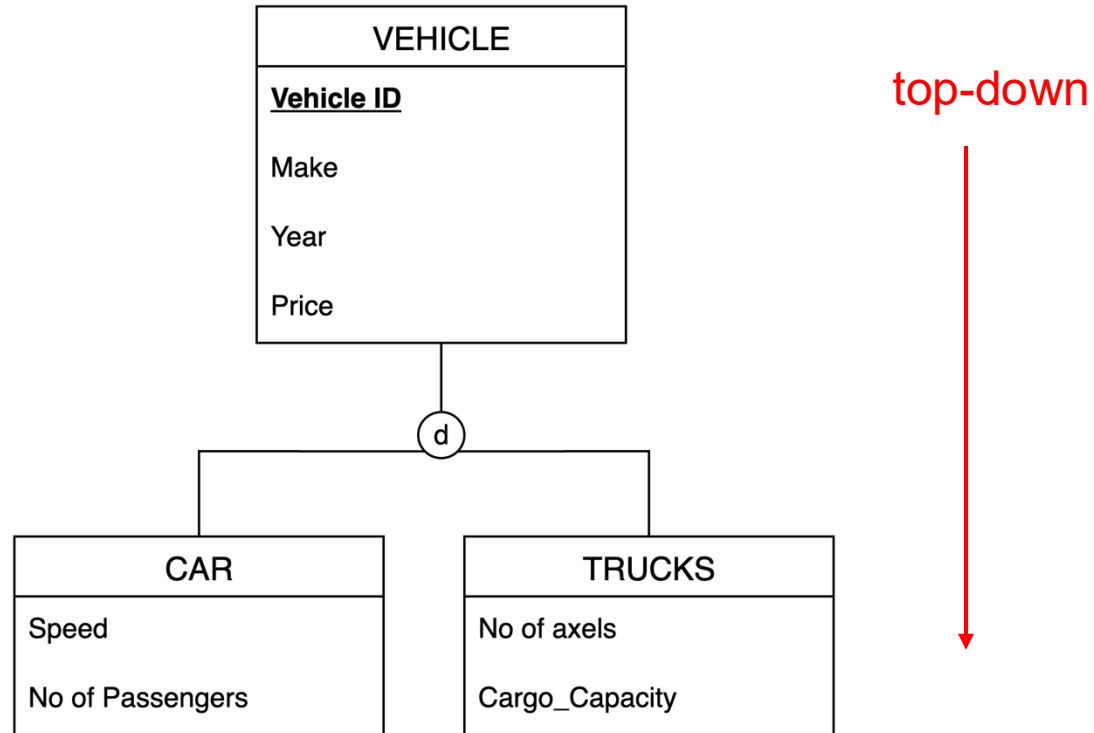 VEHICLE
Vehicle ID
Make
Year
Price
top-down
d
CAR
Speed
No of Passengers
TRUCKS
No of axels
Cargo_Capacity